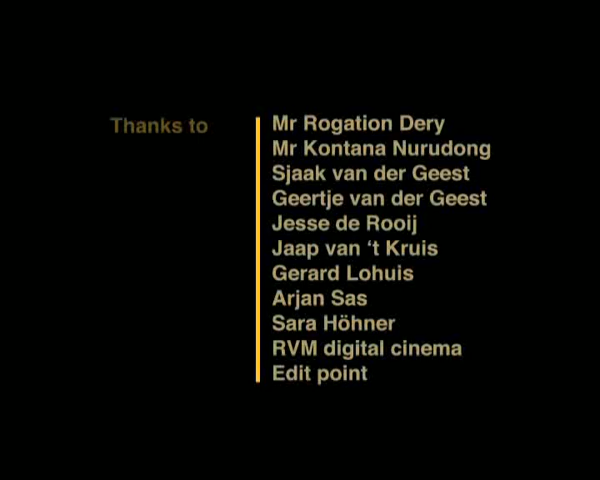 Thanks to
Mr Rogation Dery
Mr Kontana Nurudong
Sjaak van der Geest
Geertje van der Geest
Jesse de Rooij
Jaap van ‘t Kruis
Gerard Lohuis
Arjan Sas
Sara Höhner
RVM digital cinema
Edit point